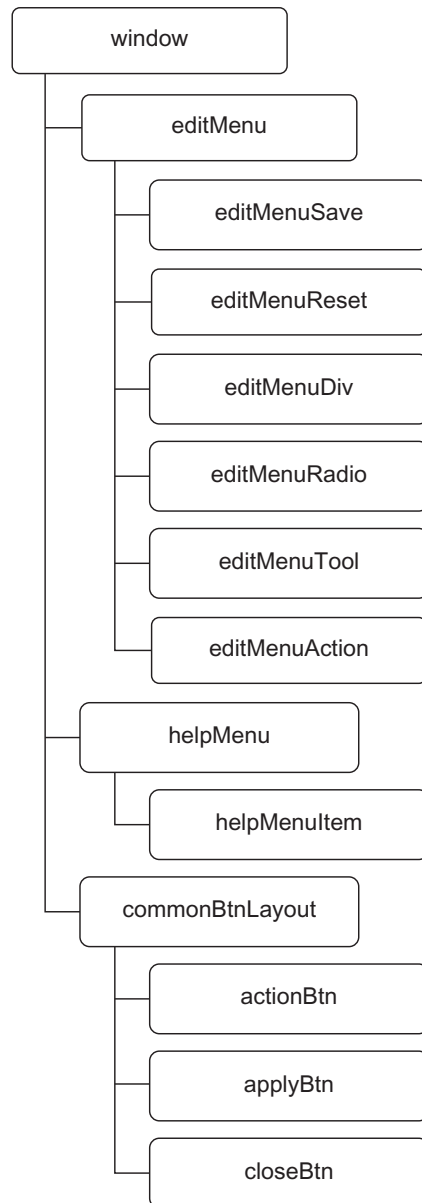 window
editMenu
editMenuSave
editMenuReset
editMenuDiv
editMenuRadio
editMenuTool
editMenuAction
helpMenu
helpMenuItem
commonBtnLayout
actionBtn
applyBtn
closeBtn